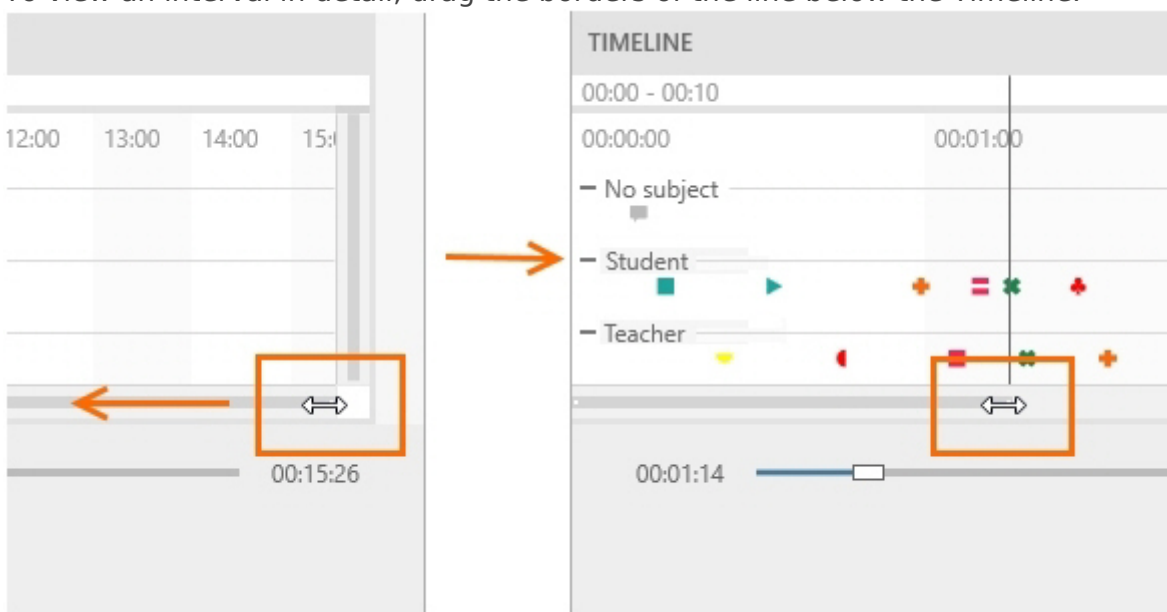 To view an interval in detail, drag the borders of the line below the Timeline.
TIMELINE
00:00 - 00:10
12:00 13:00 14:00 15:0
00:00:00 00:01:00
No subject
Student
Teacher
00:15:26
00:01:14